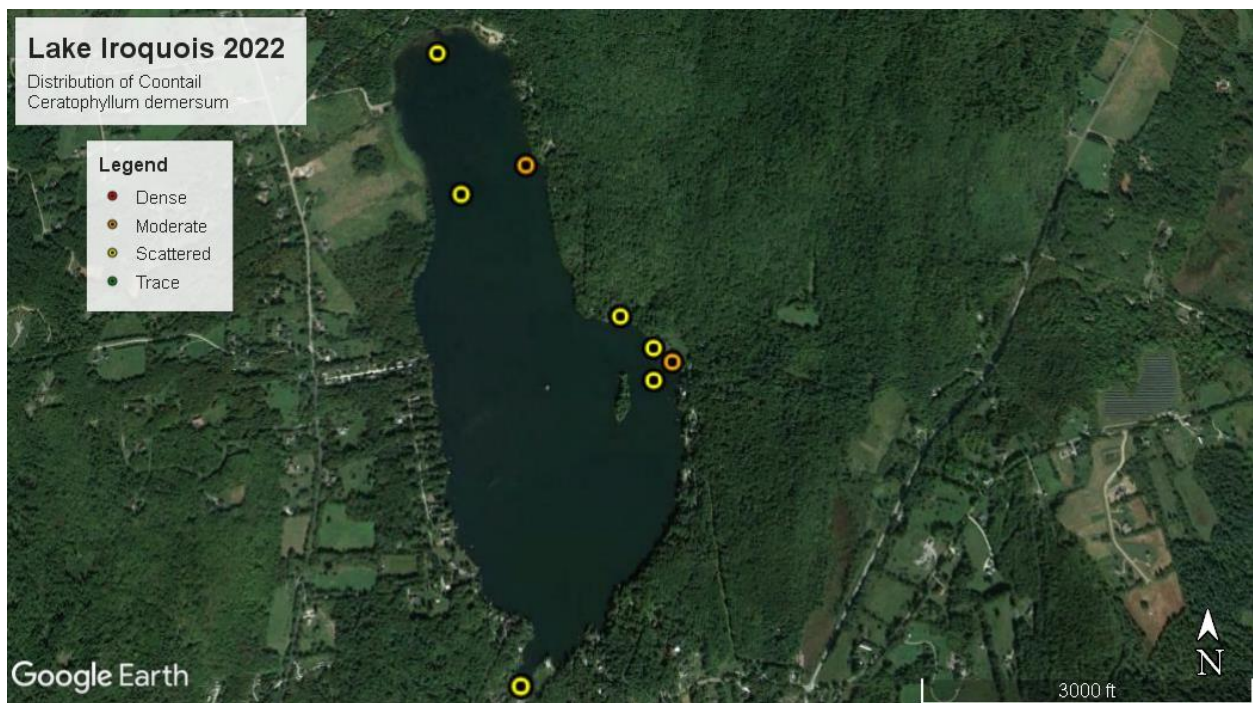 Lake Iroquois 2022
Distribution of Coontail
Ceratophyllum demersum
Legend
Dense
Moderate
Scattered
Trace
Google Earth
N
3000 ft